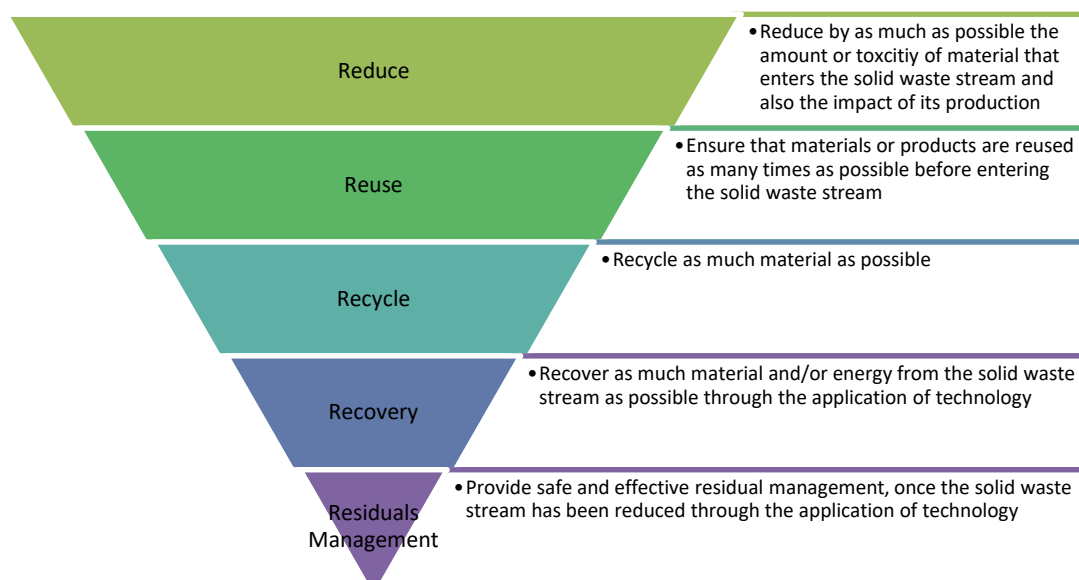 Reduce
•Reduce by as much as possible the
amount or toxcitiy of material that
enters the solid waste stream and
also the impact of its production
Reuse
•Ensure that materials or products are reused
as many times as possible before entering
the solid waste stream
Recycle
•Recycle as much material as possible
Recovery
•Recover as much material and/or energy from the solid waste
stream as possible through the application of technology
Residuals
Management
•Provide safe and effective residual management, once the solid waste
stream has been reduced through the application of technology